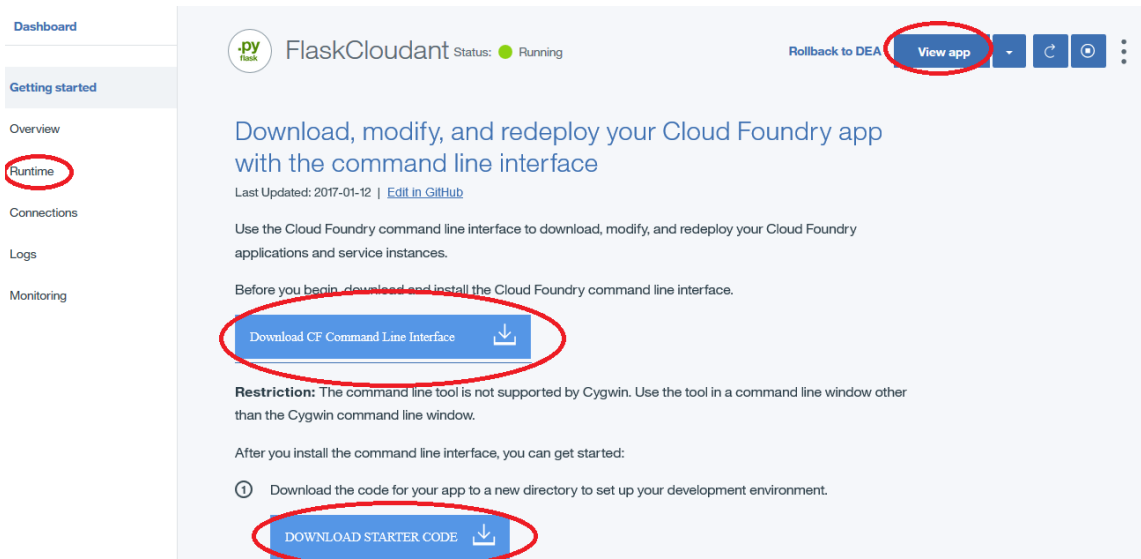 Dashboard
Getting started
Overview
Runtime
Connections
Logs
Monitoring
.py
flask
FlaskCloudant Status: Running
Rollback to DEA
View app
Download, modify, and redeploy your Cloud Foundry app
with the command line interface
Last Updated: 2017-01-12 | Edit in GitHub
Use the Cloud Foundry command line interface to download, modify, and redeploy your Cloud Foundry
applications and service instances.
Before you begin, download and install the Cloud Foundry command line interface.
Download CF Command Line Interface
Restriction: The command line tool is not supported by Cygwin. Use the tool in a command line window other
than the Cygwin command line window.
After you install the command line interface, you can get started:
1 Download the code for your app to a new directory to set up your development environment.
DOWNLOAD STARTER CODE